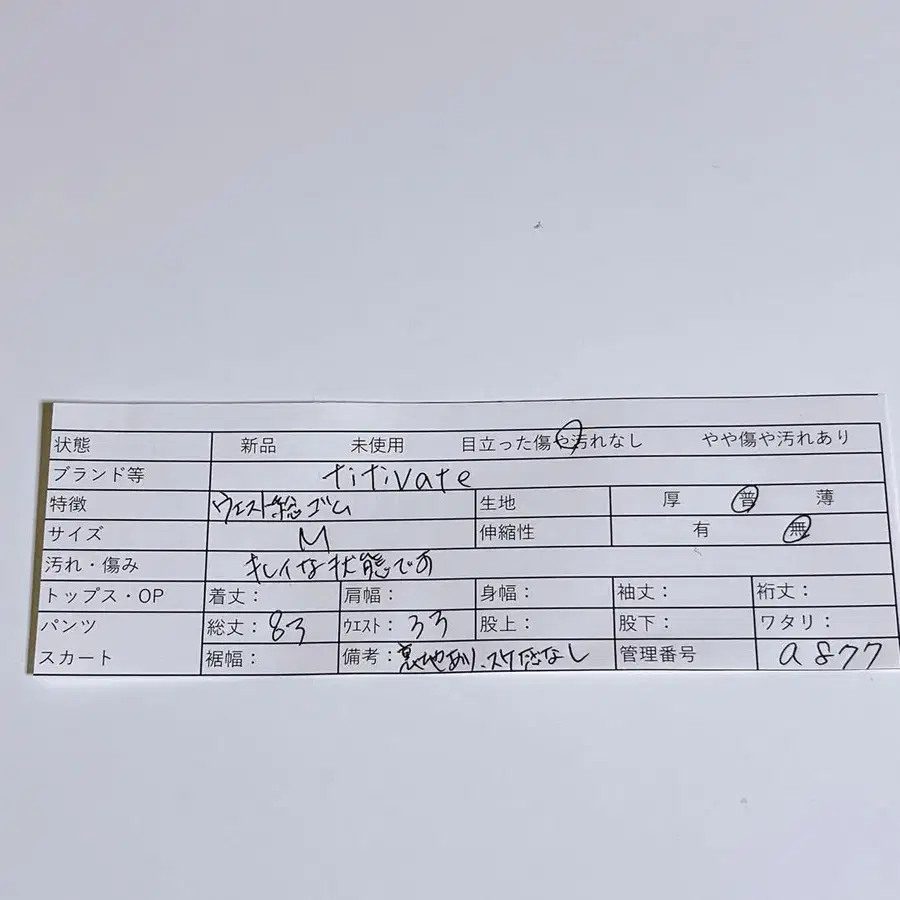 状態 新品 未使用 目立った傷や汚れなし やや傷や汚れあり
ブランド等 titivate
特徴 ウエスト総ゴム 生地 厚 普 薄
サイズ M 伸縮性 有 無
汚れ・傷み キレイな状態です
トップス・OP 着丈： 肩幅： 身幅： 袖丈： 裄丈：
パンツ 総丈：83 ウエスト：33 股上： 股下： ワタリ：
スカート 裾幅： 備考：裏地あり、スケ感なし 管理番号 a877